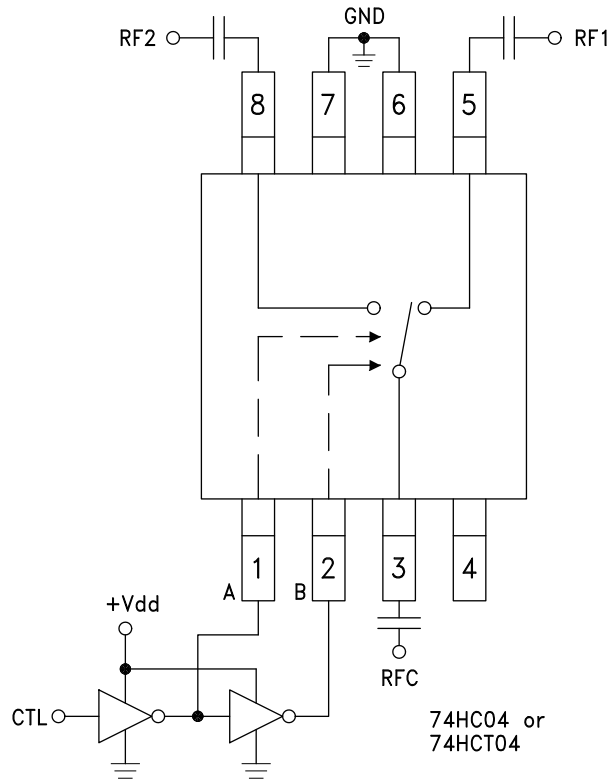 GND
RF2
RF1
8 7 6 5
1 2 3 4
A B
+Vdd
RFC
CTL
74HC04 or
74HCT04